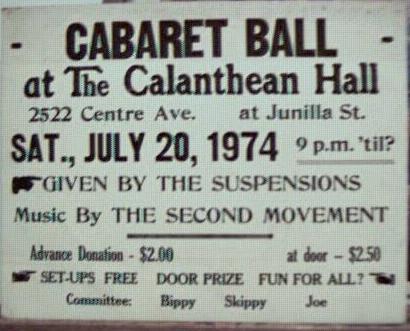 - CABARET BALL -
at The Calanthean Hall
2522 Centre Ave. at Junilla St.
SAT., JULY 20, 1974 9 p.m. 'til?
GIVEN BY THE SUSPENSIONS
Music By THE SECOND MOVEMENT
Advance Donation - $2.00 at door - $2.50
SET-UPS FREE DOOR PRIZE FUN FOR ALL?
Committee: Bippy Skippy Joe